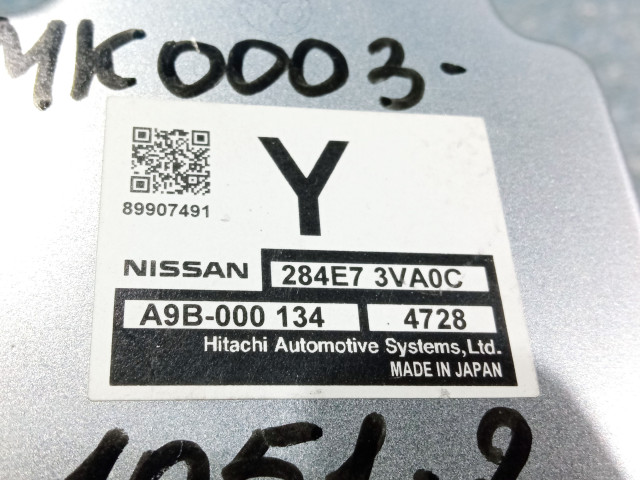 MK0003-
Y
89907491
NISSAN 284E7 3VA0C
A9B-000 134 4728
Hitachi Automotive Systems,Ltd.
MADE IN JAPAN